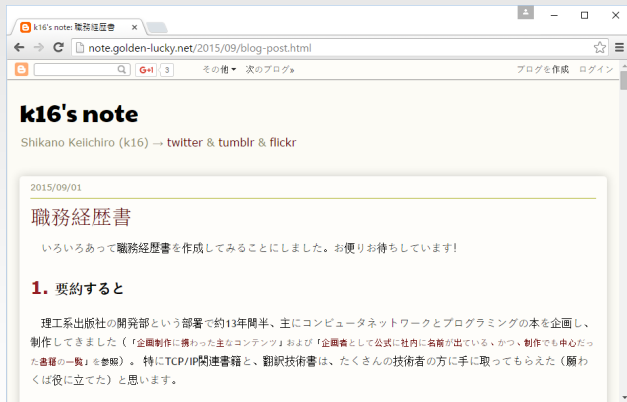 k16's note: 職務経歴書
note.golden-lucky.net/2015/09/blog-post.html
G+1 3 その他 次のブログ» ブログを作成 ログイン
k16's note
Shikano Keiichiro (k16) → twitter & tumblr & flickr
2015/09/01
職務経歴書
いろいろあって職務経歴書を作成してみることにしました。お便りお待ちしています!
1. 要約すると
理工系出版社の開発部という部署で約13年間半、主にコンピュータネットワークとプログラミングの本を企画し、
制作してきました（「企画制作に携わった主なコンテンツ」および「企画者として公式に社内に名前が出ている、かつ、制作でも中心だっ
た書籍の一覧」を参照）。 特にTCP/IP関連書籍と、翻訳技術書は、たくさんの技術者の方に手に取ってもらえた（願わ
くば役に立てた）と思います。